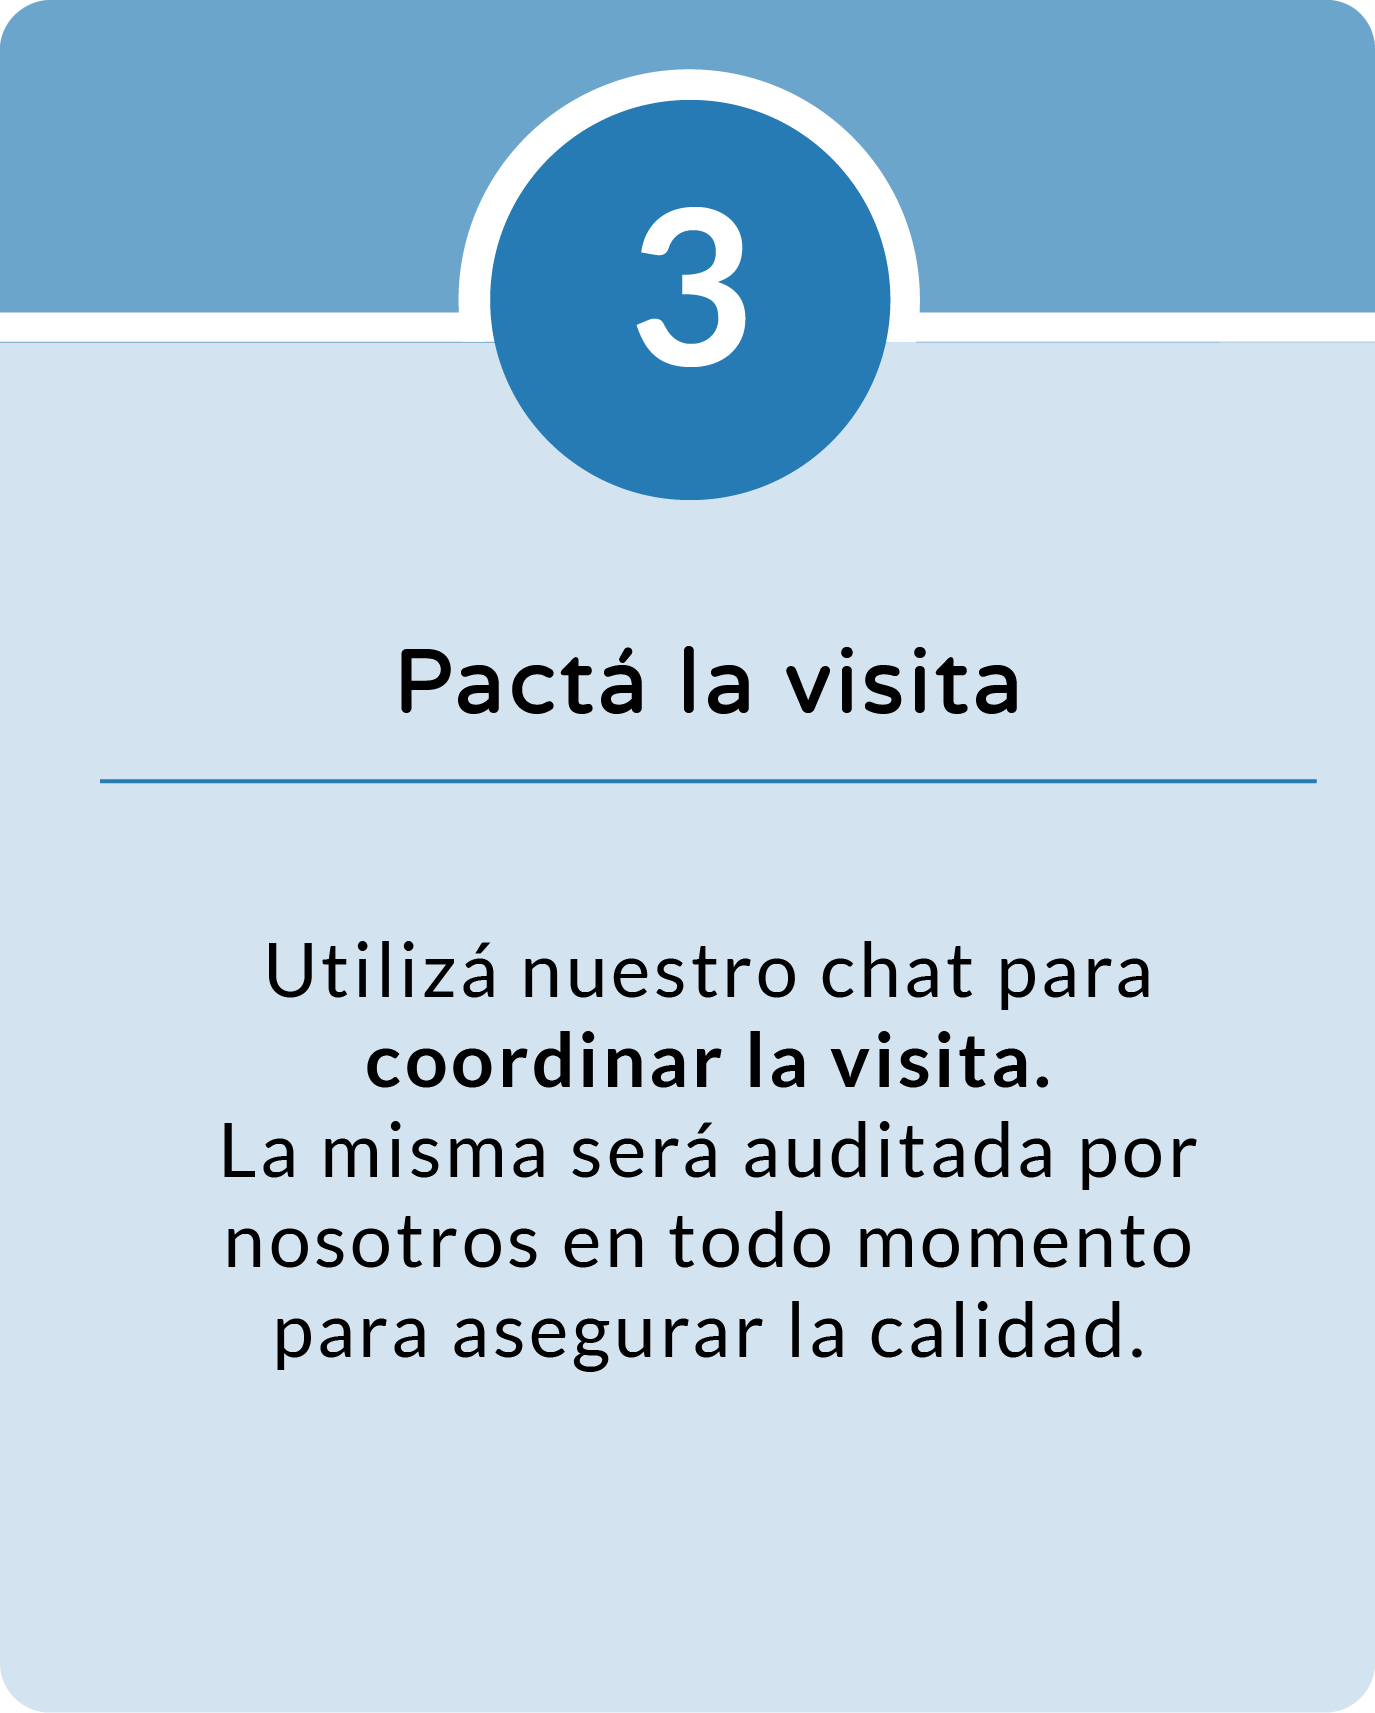 3
Pactá la visita
Utilizá nuestro chat para
coordinar la visita.
La misma será auditada por
nosotros en todo momento
para asegurar la calidad.